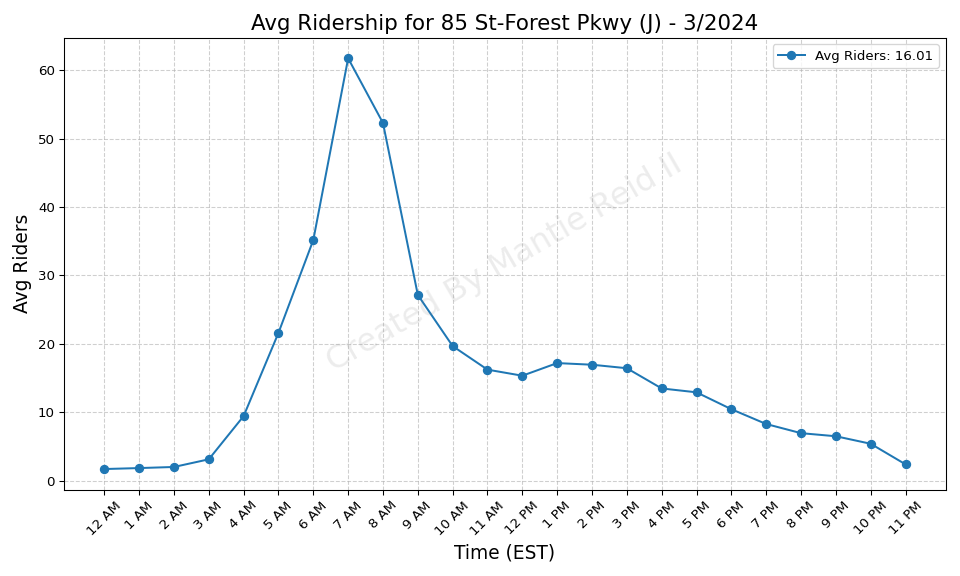 Avg Ridership for 85 St-Forest Pkwy (J) - 3/2024
Avg Riders: 16.01
60
50
40
30
20
10
0
Avg Riders
Created By Mantle Reid II
12 AM
1 AM
2 AM
3 AM
4 AM
5 AM
6 AM
7 AM
8 AM
9 AM
10 AM
11 AM
12 PM
1 PM
2 PM
3 PM
4 PM
5 PM
6 PM
7 PM
8 PM
9 PM
10 PM
11 PM
Time (EST)